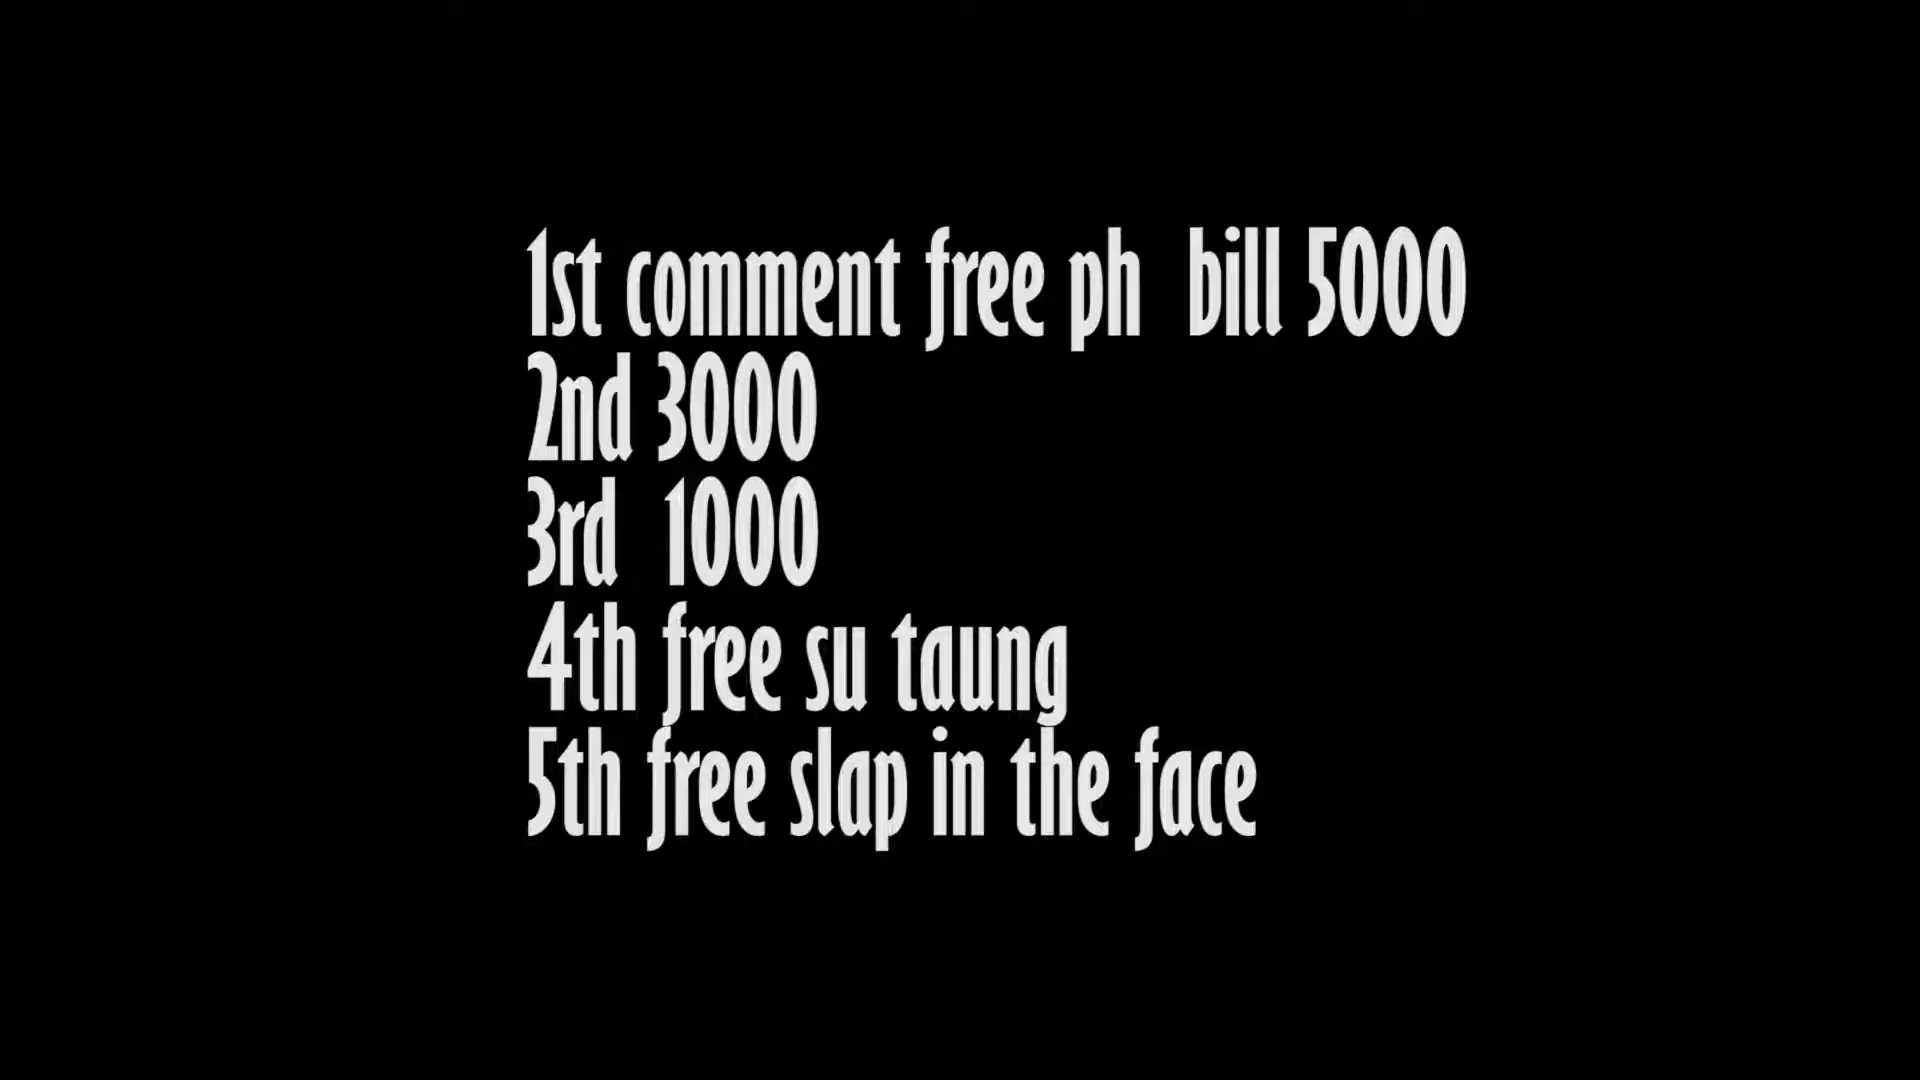 1st comment free ph  bill 5000
2nd 3000
3rd  1000
4th free su taung
5th free slap in the face